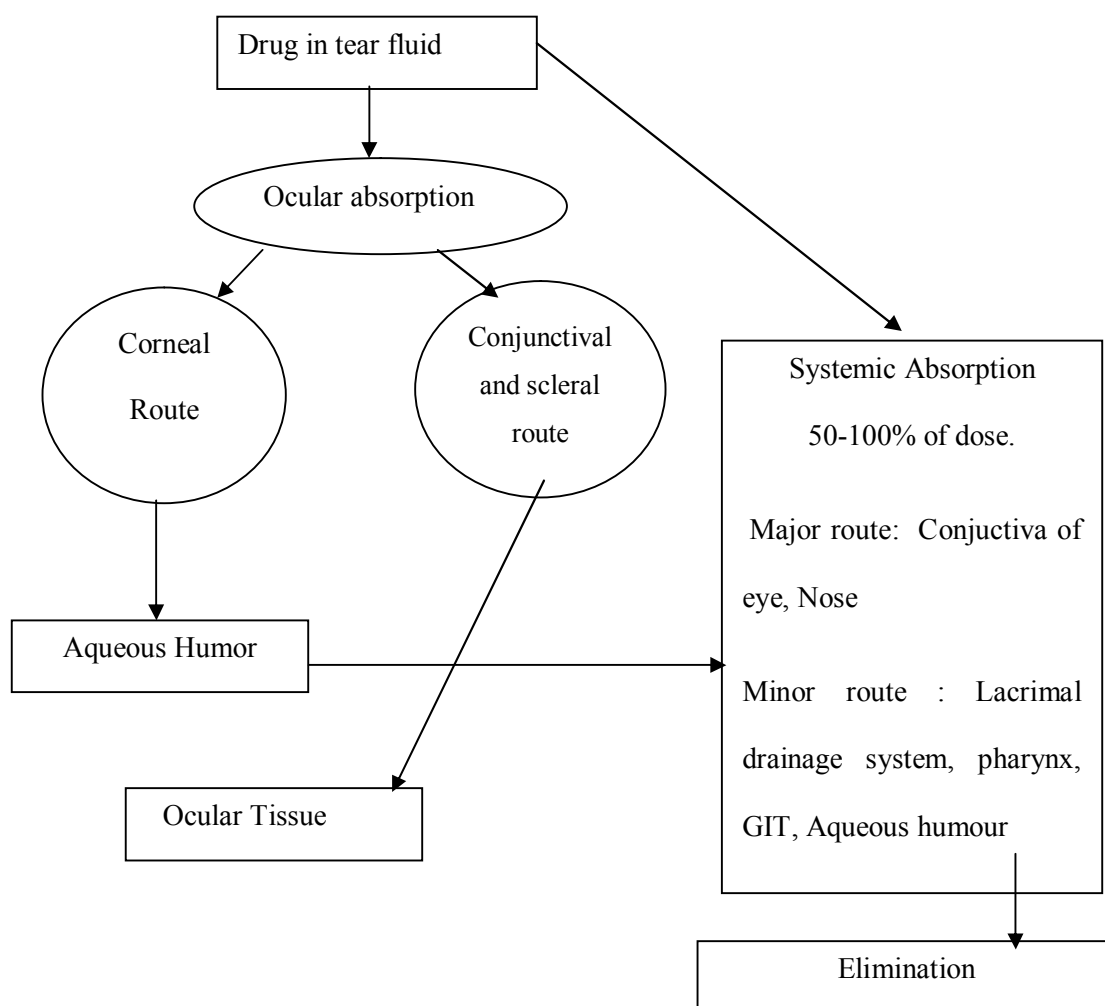 Drug in tear fluid
Ocular absorption
Corneal
Route
Conjunctival
and scleral
route
Systemic Absorption
50-100% of dose.
Major route: Conjuctiva of
eye, Nose
Minor route : Lacrimal
drainage system, pharynx,
GIT, Aqueous humour
Aqueous Humor
Ocular Tissue
Elimination